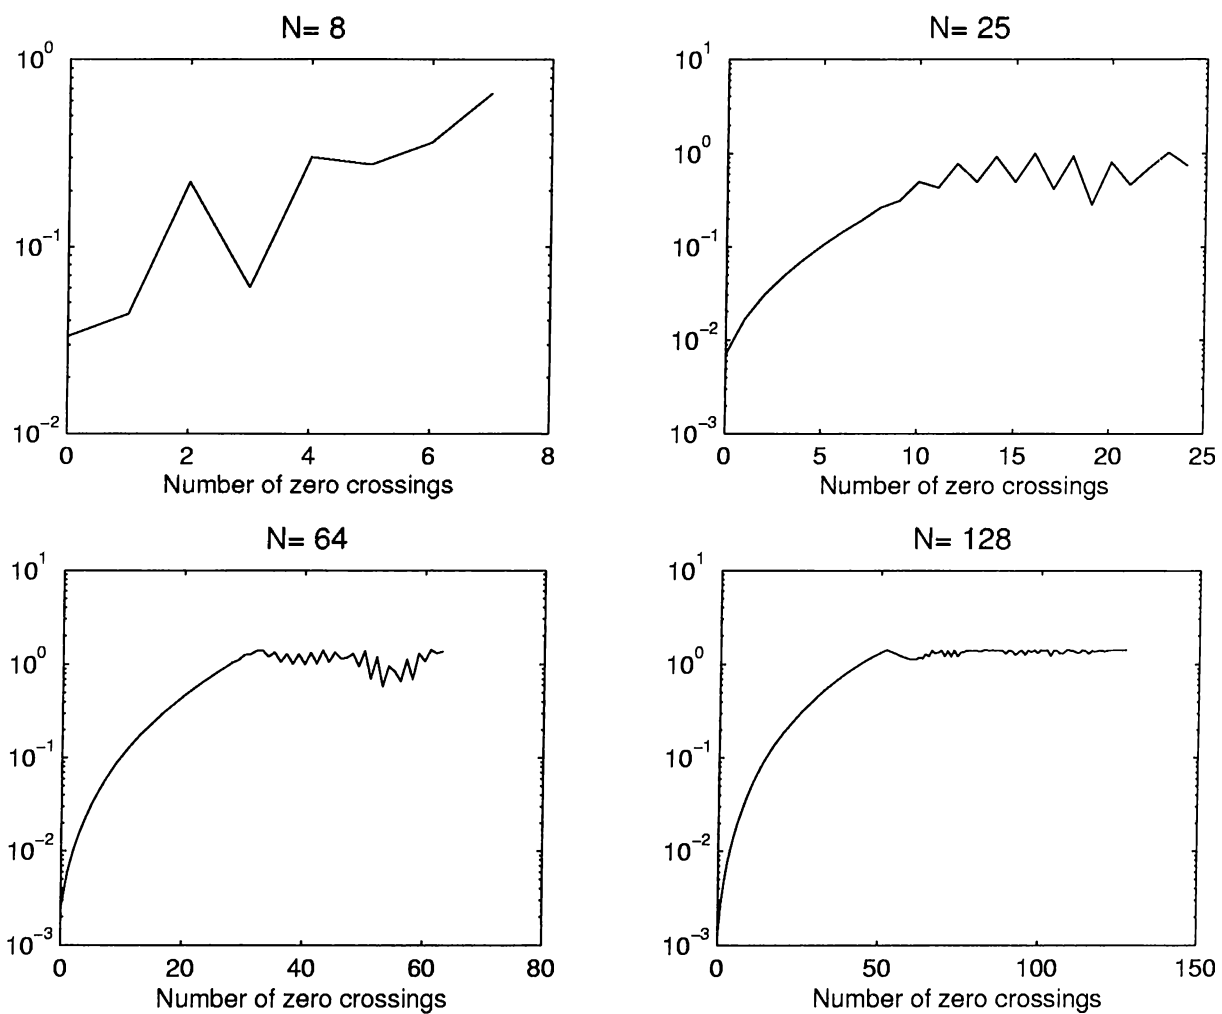 N= 8
10^0
10^-1
10^-2
0 2 4 6 8
Number of zero crossings
N= 25
10^1
10^0
10^-1
10^-2
10^-3
0 5 10 15 20 25
Number of zero crossings
N= 64
10^1
10^0
10^-1
10^-2
10^-3
0 20 40 60 80
Number of zero crossings
N= 128
10^1
10^0
10^-1
10^-2
10^-3
0 50 100 150
Number of zero crossings